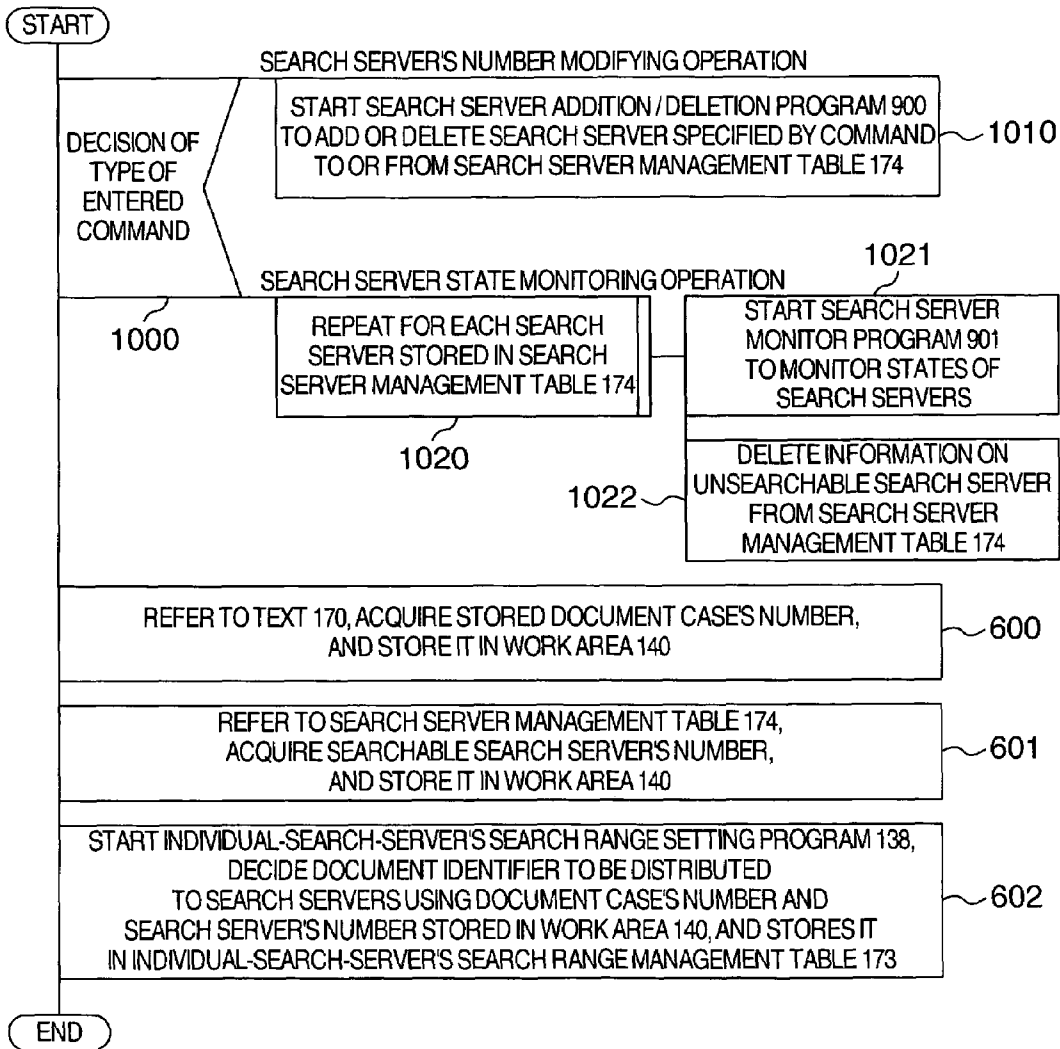 START
SEARCH SERVER'S NUMBER MODIFYING OPERATION
DECISION OF
TYPE OF
ENTERED
COMMAND
START SEARCH SERVER ADDITION / DELETION PROGRAM 900
TO ADD OR DELETE SEARCH SERVER SPECIFIED BY COMMAND
TO OR FROM SEARCH SERVER MANAGEMENT TABLE 174
1010
SEARCH SERVER STATE MONITORING OPERATION
1000
REPEAT FOR EACH SEARCH
SERVER STORED IN SEARCH
SERVER MANAGEMENT TABLE 174
1020
1021
START SEARCH SERVER
MONITOR PROGRAM 901
TO MONITOR STATES OF
SEARCH SERVERS
1022
DELETE INFORMATION ON
UNSEARCHABLE SEARCH SERVER
FROM SEARCH SERVER
MANAGEMENT TABLE 174
REFER TO TEXT 170, ACQUIRE STORED DOCUMENT CASE'S NUMBER,
AND STORE IT IN WORK AREA 140
600
REFER TO SEARCH SERVER MANAGEMENT TABLE 174,
ACQUIRE SEARCHABLE SEARCH SERVER'S NUMBER,
AND STORE IT IN WORK AREA 140
601
START INDIVIDUAL-SEARCH-SERVER'S SEARCH RANGE SETTING PROGRAM 138,
DECIDE DOCUMENT IDENTIFIER TO BE DISTRIBUTED
TO SEARCH SERVERS USING DOCUMENT CASE'S NUMBER AND
SEARCH SERVER'S NUMBER STORED IN WORK AREA 140, AND STORES IT
IN INDIVIDUAL-SEARCH-SERVER'S SEARCH RANGE MANAGEMENT TABLE 173
602
END